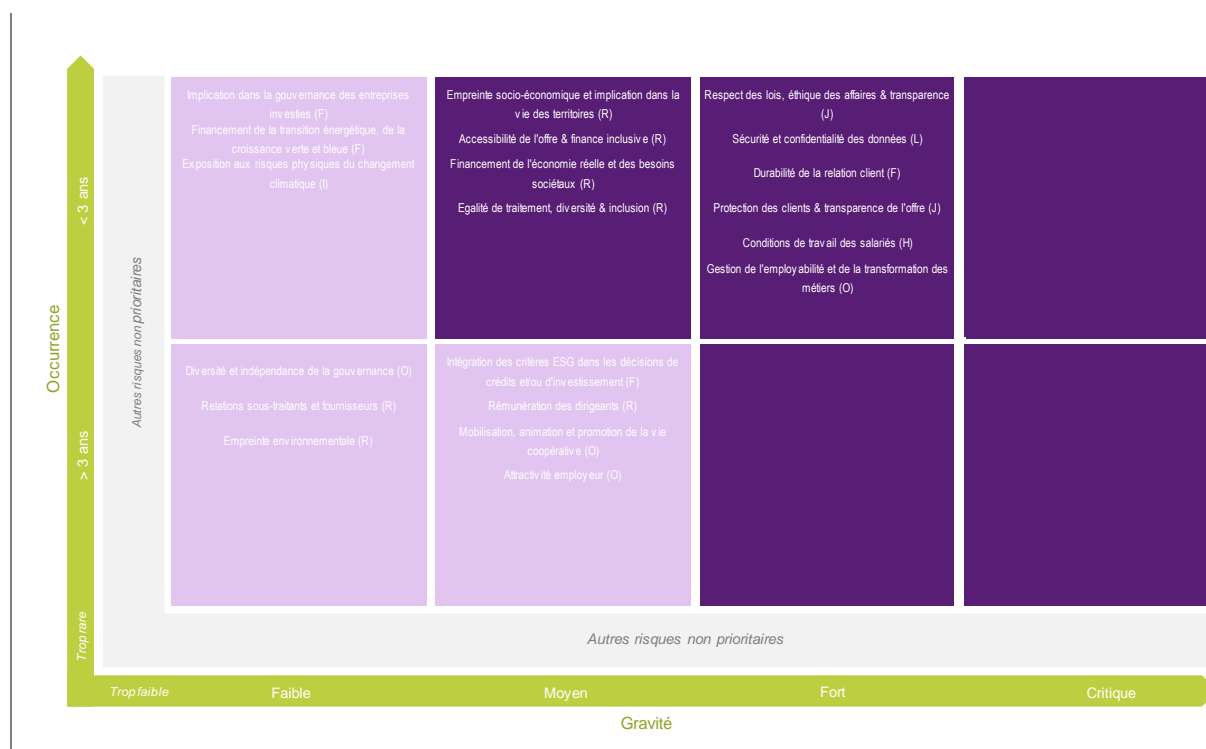 Implication dans la gouvernance des entreprises
investies (F)
Financement de la transition énergétique, de la
croissance verte et bleue (F)
Exposition aux risques physiques du changement
climatique (I)
Empreinte socio-économique et implication dans la
vie des territoires (R)
Accessibilité de l'offre & finance inclusive (R)
Financement de l'économie réelle et des besoins
sociétaux (R)
Egalité de traitement, diversité & inclusion (R)
Respect des lois, éthique des affaires & transparence
(J)
Sécurité et confidentialité des données (L)
Durabilité de la relation client (F)
Protection des clients & transparence de l'offre (J)
Conditions de travail des salariés (H)
Gestion de l'employabilité et de la transformation des
métiers (O)
< 3 ans
Autres risques non prioritaires
Occurrence
Diversité et indépendance de la gouvernance (O)
Relations sous-traitants et fournisseurs (R)
Empreinte environnementale (R)
Intégration des critères ESG dans les décisions de
crédits et/ou d'investissement (F)
Rémunération des dirigeants (R)
Mobilisation, animation et promotion de la vie
coopérative (O)
Attractivité employeur (O)
> 3 ans
Trop rare
Autres risques non prioritaires
Trop faible
Faible
Moyen
Fort
Critique
Gravité